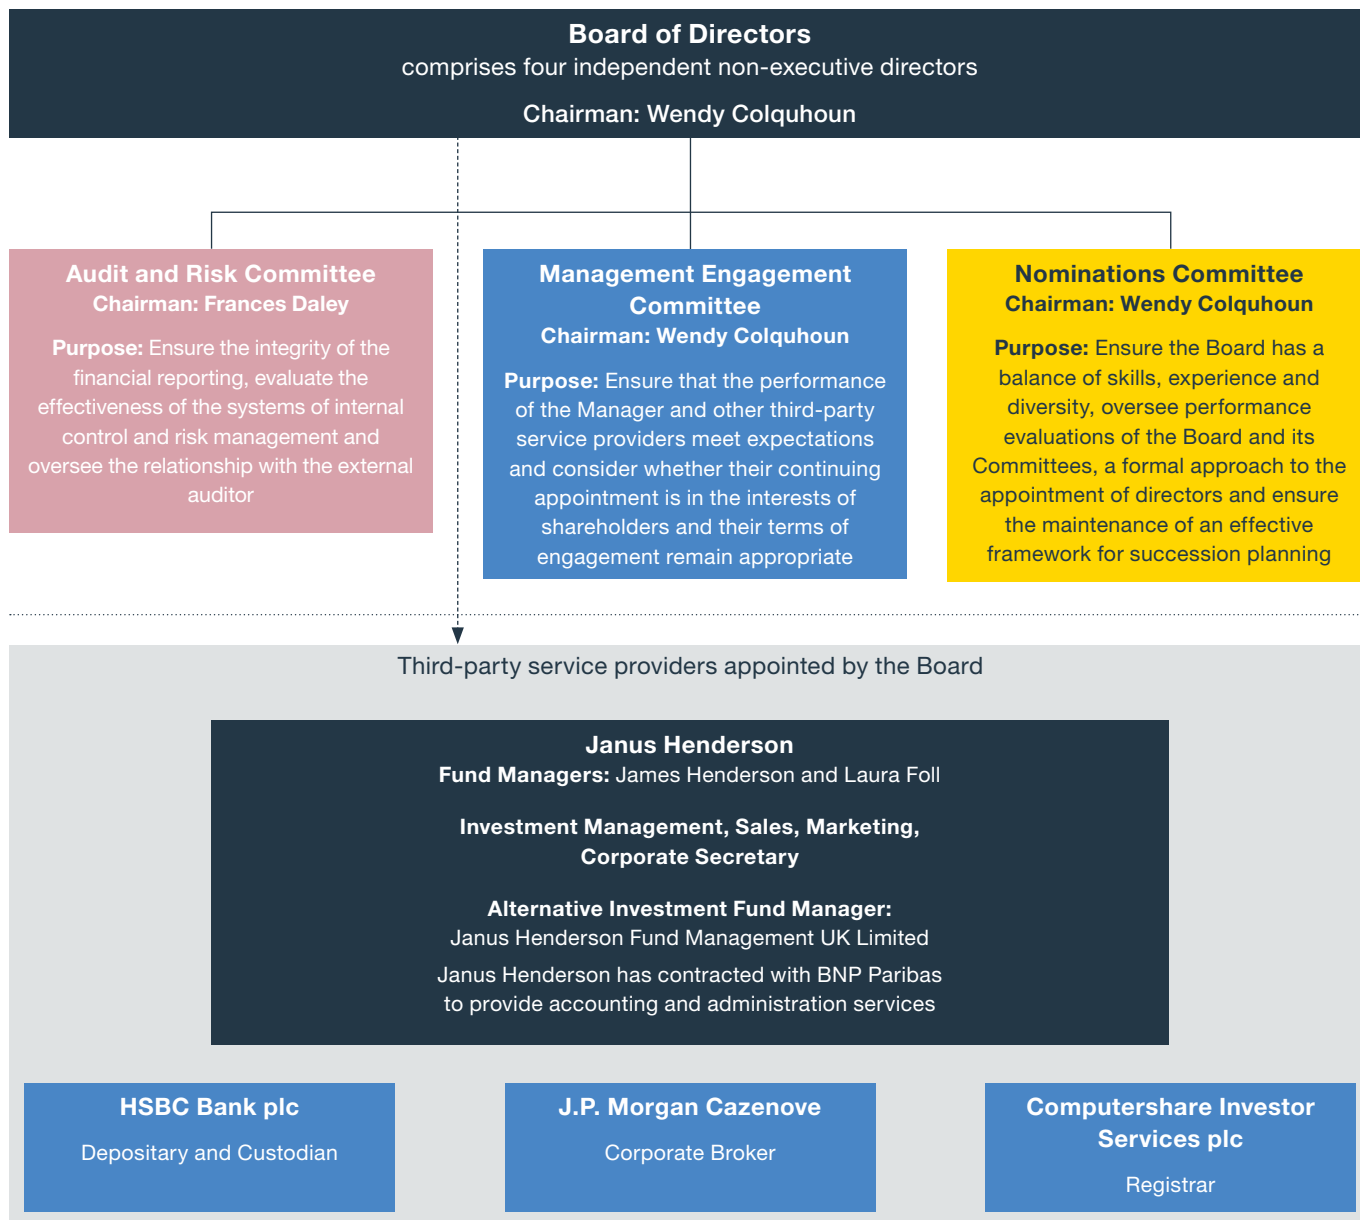 Board of Directors
comprises four independent non-executive directors
Chairman: Wendy Colquhoun
Audit and Risk Committee
Chairman: Frances Daley
Purpose: Ensure the integrity of the
financial reporting, evaluate the
effectiveness of the systems of internal
control and risk management and
oversee the relationship with the external
auditor
Management Engagement
Committee
Chairman: Wendy Colquhoun
Purpose: Ensure that the performance
of the Manager and other third-party
service providers meet expectations
and consider whether their continuing
appointment is in the interests of
shareholders and their terms of
engagement remain appropriate
Nominations Committee
Chairman: Wendy Colquhoun
Purpose: Ensure the Board has a
balance of skills, experience and
diversity, oversee performance
evaluations of the Board and its
Committees, a formal approach to the
appointment of directors and ensure
the maintenance of an effective
framework for succession planning
Third-party service providers appointed by the Board
Janus Henderson
Fund Managers: James Henderson and Laura Foll
Investment Management, Sales, Marketing,
Corporate Secretary
Alternative Investment Fund Manager:
Janus Henderson Fund Management UK Limited
Janus Henderson has contracted with BNP Paribas
to provide accounting and administration services
HSBC Bank plc
Depositary and Custodian
J.P. Morgan Cazenove
Corporate Broker
Computershare Investor
Services plc
Registrar